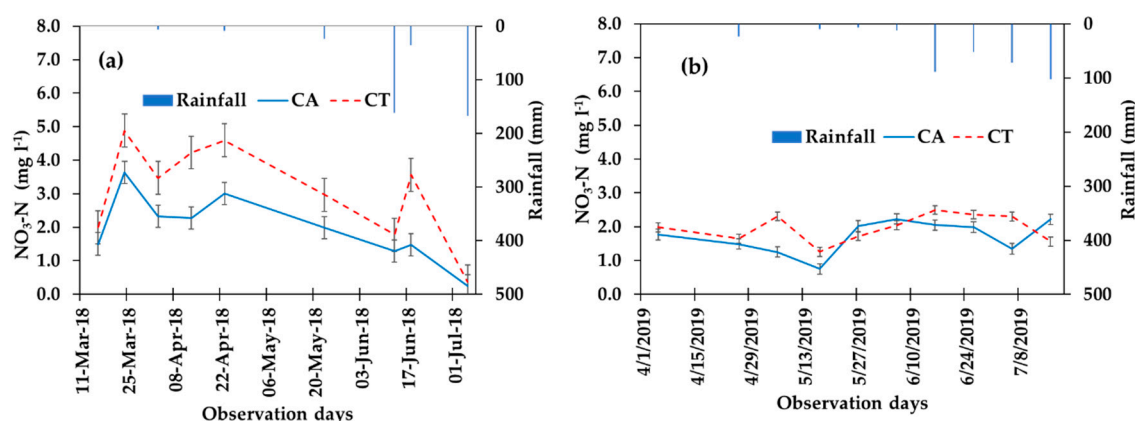 (a)
Rainfall CA CT
NO₃-N (mg l⁻¹)
8.0
7.0
6.0
5.0
4.0
3.0
2.0
1.0
0.0
0
100
200
300
400
500
Rainfall (mm)
11-Mar-18
25-Mar-18
08-Apr-18
22-Apr-18
06-May-18
20-May-18
03-Jun-18
17-Jun-18
01-Jul-18
Observation days
(b)
Rainfall CA CT
NO₃-N (mg l⁻¹)
8.0
7.0
6.0
5.0
4.0
3.0
2.0
1.0
0.0
0
100
200
300
400
500
Rainfall (mm)
4/1/2019
4/15/2019
4/29/2019
5/13/2019
5/27/2019
6/10/2019
6/24/2019
7/8/2019
Observation days